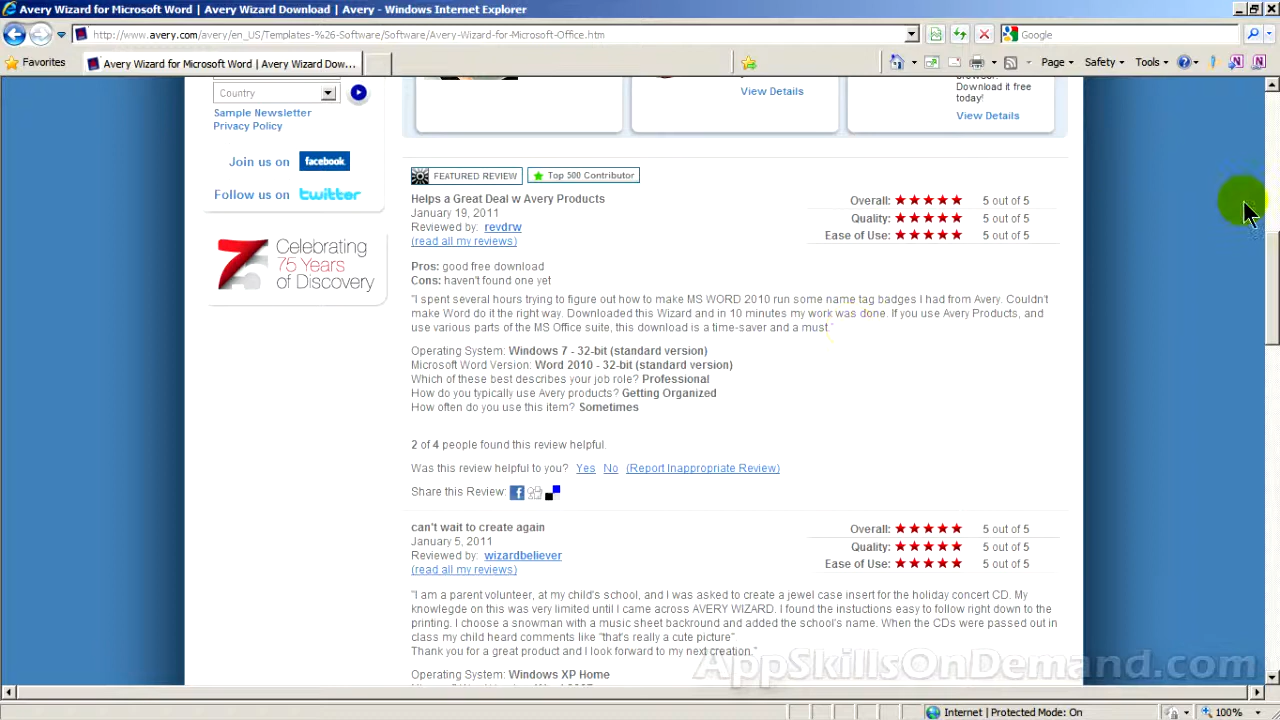 Avery Wizard for Microsoft Word | Avery Wizard Download | Avery - Windows Internet Explorer
http://www.avery.com/avery/en_US/Templates_%26-Software/Software/Avery-Wizard-for-Microsoft-Office.htm
Google
Favorites
Avery Wizard for Microsoft Word | Avery Wizard Dow...
Page
Safety
Tools
Country
Sample Newsletter
Privacy Policy
Join us on facebook
Follow us on twitter
75
Celebrating
75 Years
of Discovery
View Details
Download it free
today!
View Details
FEATURED REVIEW
Top 500 Contributor
Helps a Great Deal w Avery Products
January 19, 2011
Reviewed by: revdrw
(read all my reviews)
Overall: 5 out of 5
Quality: 5 out of 5
Ease of Use: 5 out of 5
Pros: good free download
Cons: haven't found one yet
"I spent several hours trying to figure out how to make MS WORD 2010 run some name tag badges I had from Avery. Couldn't
make Word do it the right way. Downloaded this Wizard and in 10 minutes my work was done. If you use Avery Products, and
use various parts of the MS Office suite, this download is a time-saver and a must."
Operating System: Windows 7 - 32-bit (standard version)
Microsoft Word Version: Word 2010 - 32-bit (standard version)
Which of these best describes your job role? Professional
How do you typically use Avery products? Getting Organized
How often do you use this item? Sometimes
2 of 4 people found this review helpful.
Was this review helpful to you? Yes No (Report Inappropriate Review)
Share this Review:
can't wait to create again
January 5, 2011
Reviewed by: wizardbeliever
(read all my reviews)
Overall: 5 out of 5
Quality: 5 out of 5
Ease of Use: 5 out of 5
"I am a parent volunteer, at my child's school, and I was asked to create a jewel case insert for the holiday concert CD. My
knowlegde on this was very limited until I came across AVERY WIZARD. I found the instuctions easy to follow right down to the
printing. I choose a snowman with a music sheet backround and added the school's name. When the CDs were passed out in
class my child heard comments like "that's really a cute picture"
Thank you for a great product and I look forward to my next creation."
Operating System: Windows XP Home
AppSkillsOnDemand.com
Internet | Protected Mode: On
100%